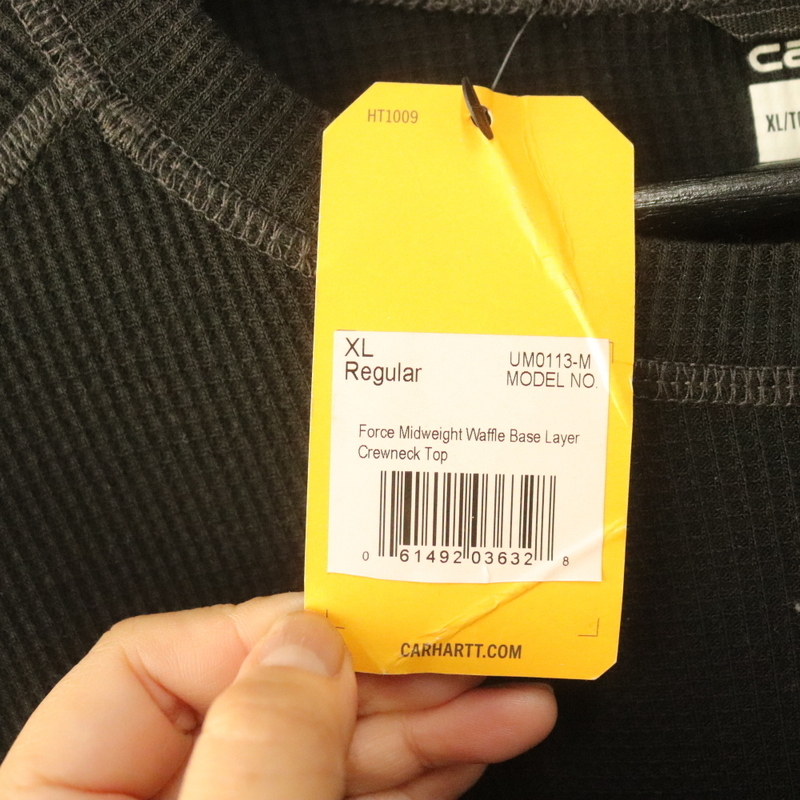 HT1009
XL
Regular
UM0113-M
MODEL NO.
Force Midweight Waffle Base Layer
Crewneck Top
0 61492 03632 8
CARHARTT.COM